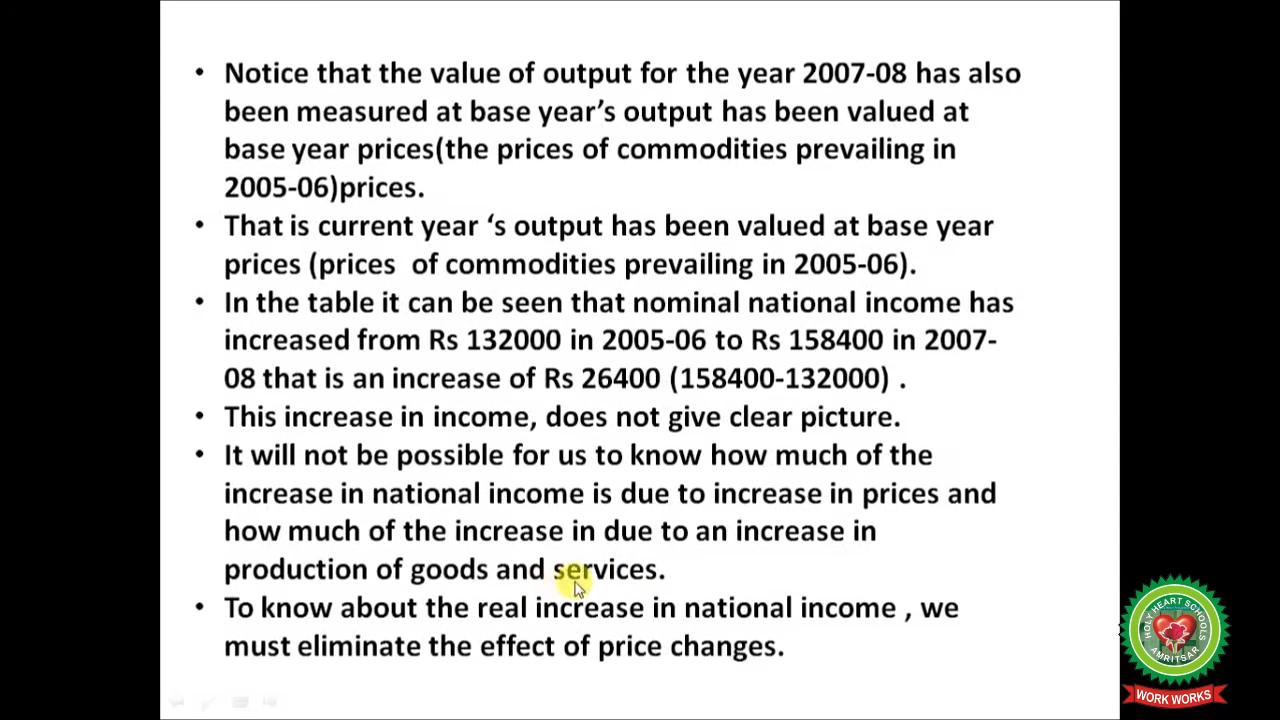 • Notice that the value of output for the year 2007-08 has also
been measured at base year's output has been valued at
base year prices(the prices of commodities prevailing in
2005-06)prices.
• That is current year 's output has been valued at base year
prices (prices of commodities prevailing in 2005-06).
• In the table it can be seen that nominal national income has
increased from Rs 132000 in 2005-06 to Rs 158400 in 2007-
08 that is an increase of Rs 26400 (158400-132000) .
• This increase in income, does not give clear picture.
• It will not be possible for us to know how much of the
increase in national income is due to increase in prices and
how much of the increase in due to an increase in
production of goods and services.
• To know about the real increase in national income , we
must eliminate the effect of price changes.
HOLY HEART SCHOOLS
AMRITSAR
WORK WORKS